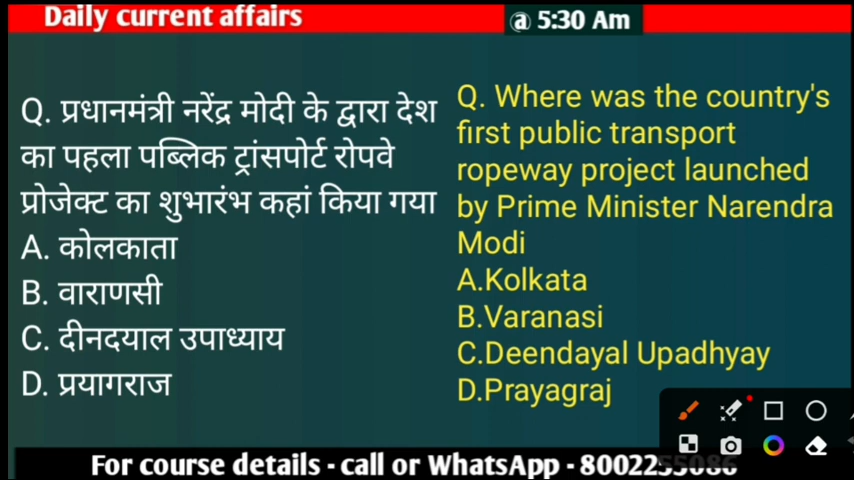 Daily current affairs
@ 5:30 Am
Q. प्रधानमंत्री नरेंद्र मोदी के द्वारा देश
का पहला पब्लिक ट्रांसपोर्ट रोपवे
प्रोजेक्ट का शुभारंभ कहां किया गया
A. कोलकाता
B. वाराणसी
C. दीनदयाल उपाध्याय
D. प्रयागराज
Q. Where was the country's
first public transport
ropeway project launched
by Prime Minister Narendra
Modi
A.Kolkata
B.Varanasi
C.Deendayal Upadhyay
D.Prayagraj
For course details - call or WhatsApp - 8002255086